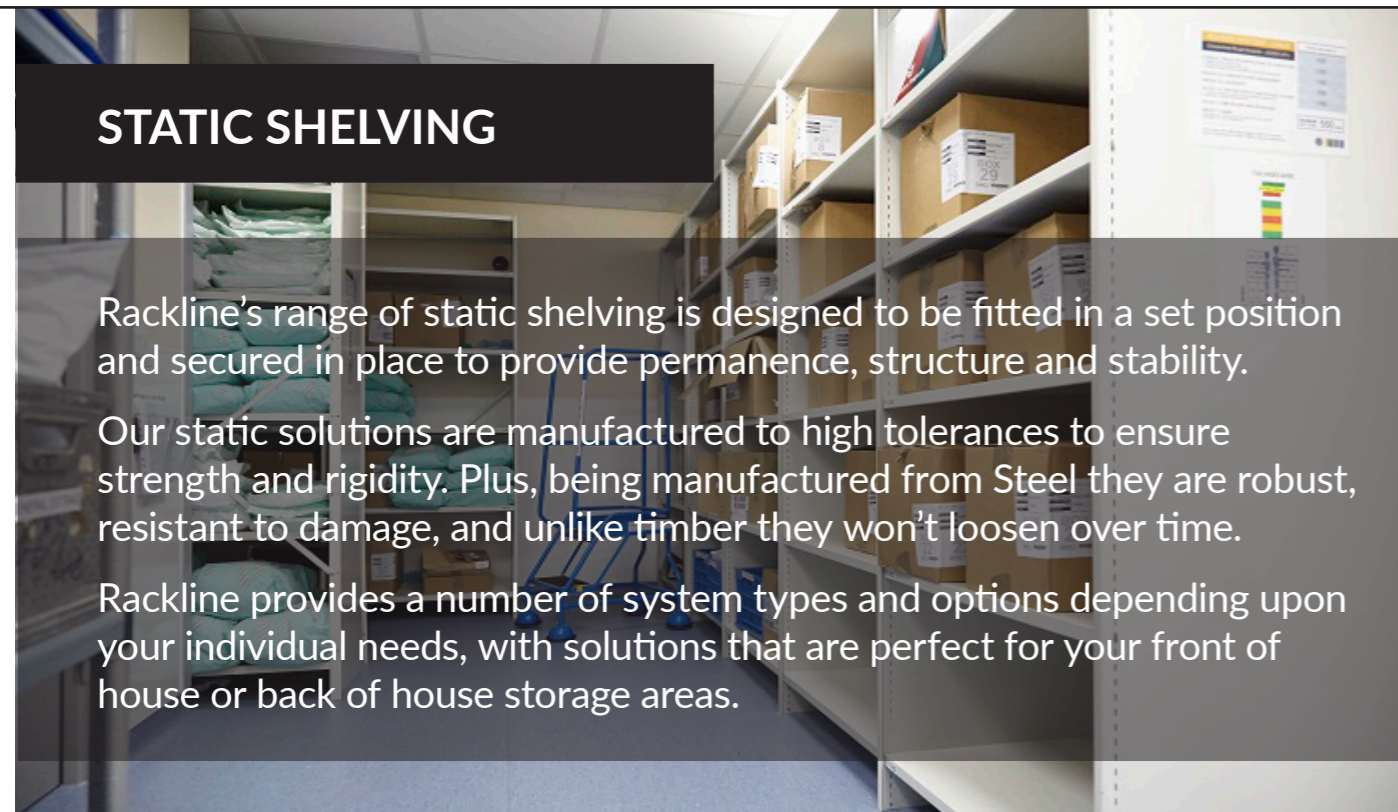 STATIC SHELVING
Rackline’s range of static shelving is designed to be fitted in a set position
and secured in place to provide permanence, structure and stability.
Our static solutions are manufactured to high tolerances to ensure
strength and rigidity. Plus, being manufactured from Steel they are robust,
resistant to damage, and unlike timber they won’t loosen over time.
Rackline provides a number of system types and options depending upon
your individual needs, with solutions that are perfect for your front of
house or back of house storage areas.
BOX
29